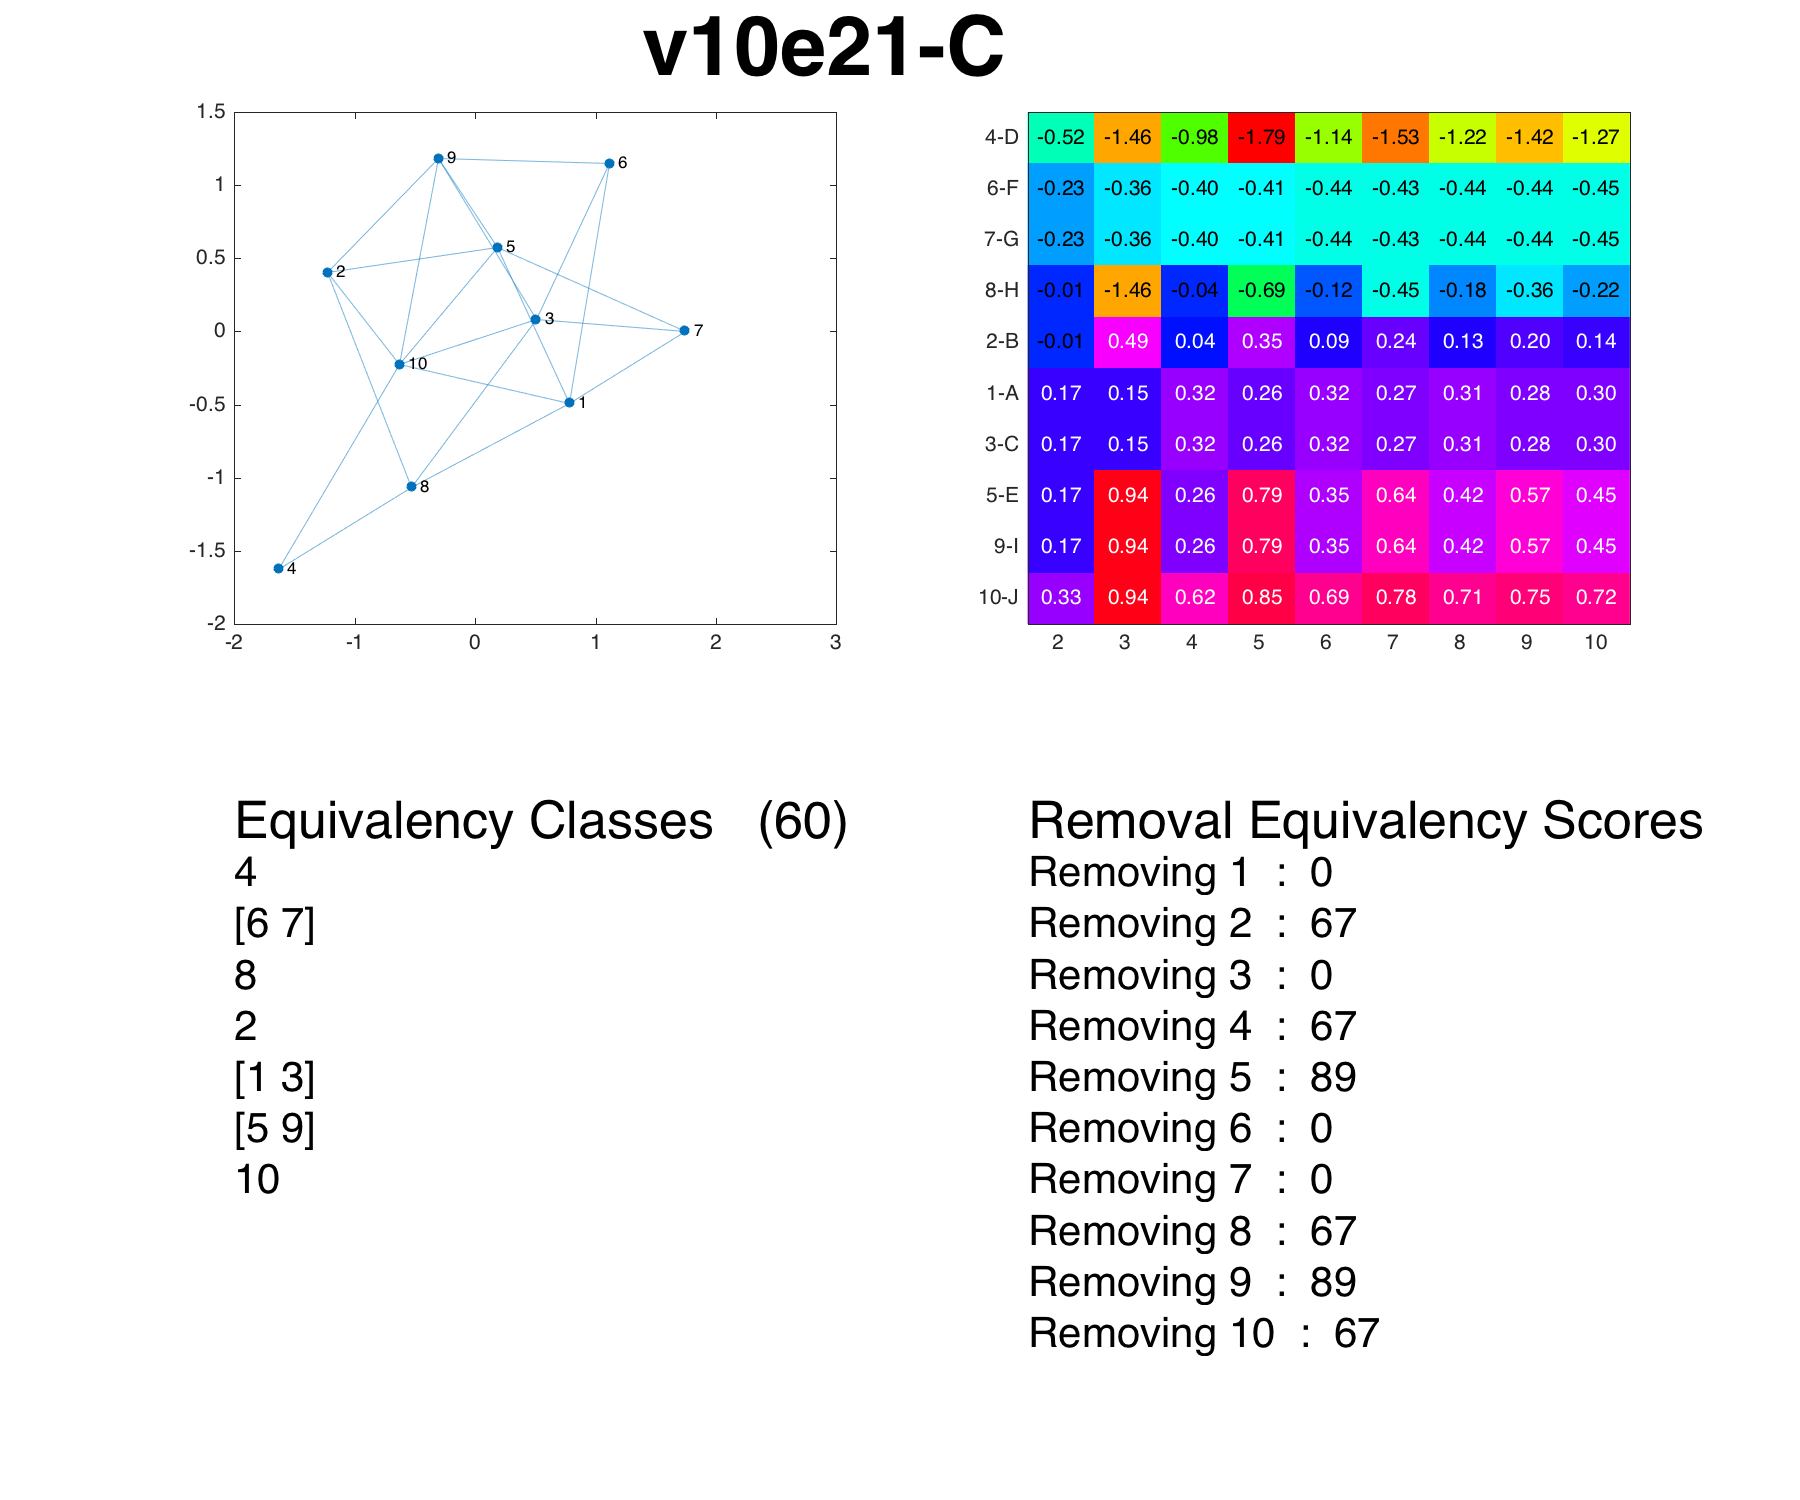 v10e21-C
1.5
1
0.5
0
-0.5
-1
-1.5
-2
-2 -1 0 1 2 3
9
6
5
2
3
7
10
1
8
4
4-D -0.52 -1.46 -0.98 -1.79 -1.14 -1.53 -1.22 -1.42 -1.27
6-F -0.23 -0.36 -0.40 -0.41 -0.44 -0.43 -0.44 -0.44 -0.45
7-G -0.23 -0.36 -0.40 -0.41 -0.44 -0.43 -0.44 -0.44 -0.45
8-H -0.01 -1.46 -0.04 -0.69 -0.12 -0.45 -0.18 -0.36 -0.22
2-B -0.01 0.49 0.04 0.35 0.09 0.24 0.13 0.20 0.14
1-A 0.17 0.15 0.32 0.26 0.32 0.27 0.31 0.28 0.30
3-C 0.17 0.15 0.32 0.26 0.32 0.27 0.31 0.28 0.30
5-E 0.17 0.94 0.26 0.79 0.35 0.64 0.42 0.57 0.45
9-I 0.17 0.94 0.26 0.79 0.35 0.64 0.42 0.57 0.45
10-J 0.33 0.94 0.62 0.85 0.69 0.78 0.71 0.75 0.72
2 3 4 5 6 7 8 9 10
Equivalency Classes (60)
4
[6 7]
8
2
[1 3]
[5 9]
10
Removal Equivalency Scores
Removing 1 : 0
Removing 2 : 67
Removing 3 : 0
Removing 4 : 67
Removing 5 : 89
Removing 6 : 0
Removing 7 : 0
Removing 8 : 67
Removing 9 : 89
Removing 10 : 67